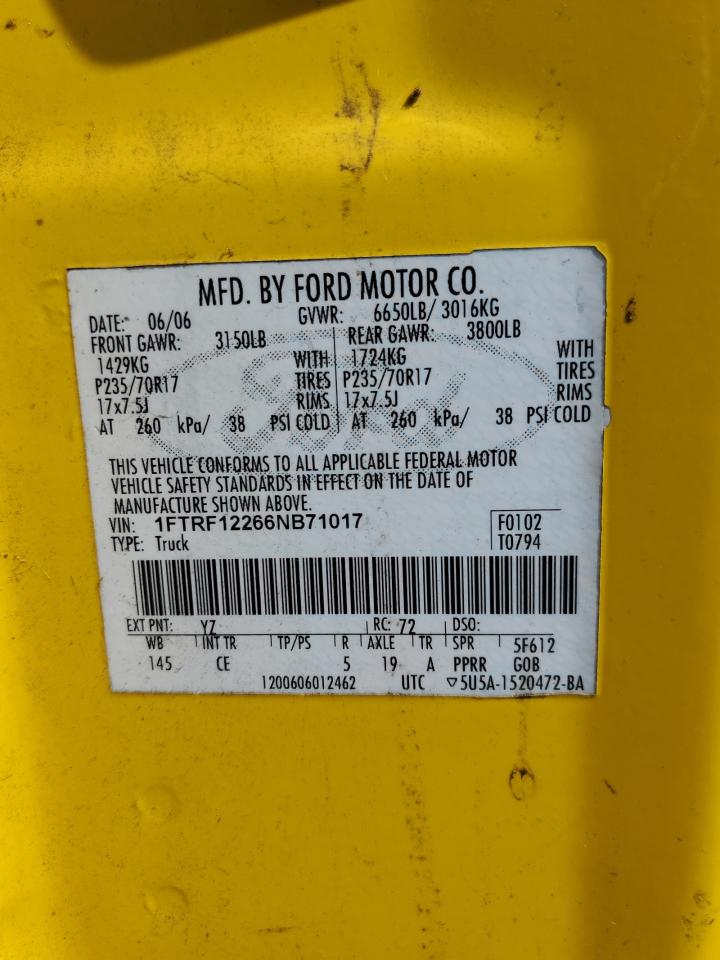 MFD. BY FORD MOTOR CO.
DATE: 06/06 GVWR: 6650LB/ 3016KG
FRONT GAWR: 3150LB REAR GAWR: 3800LB
1429KG WITH 1724KG WITH
P235/70R17 TIRES P235/70R17 TIRES
17x7.5J RIMS 17x7.5J RIMS
AT 260 kPa/ 38 PSI COLD AT 260 kPa/ 38 PSI COLD
Ford
THIS VEHICLE CONFORMS TO ALL APPLICABLE FEDERAL MOTOR
VEHICLE SAFETY STANDARDS IN EFFECT ON THE DATE OF
MANUFACTURE SHOWN ABOVE.
VIN: 1FTRF12266NB71017 F0102
TYPE: Truck T0794
EXT PNT: YZ RC: 72 DSO:
WB INT TR TP/PS R AXLE TR SPR 5F612
145 CE 5 19 A PPRR GOB
1200606012462 UTC ▽5U5A-1520472-BA